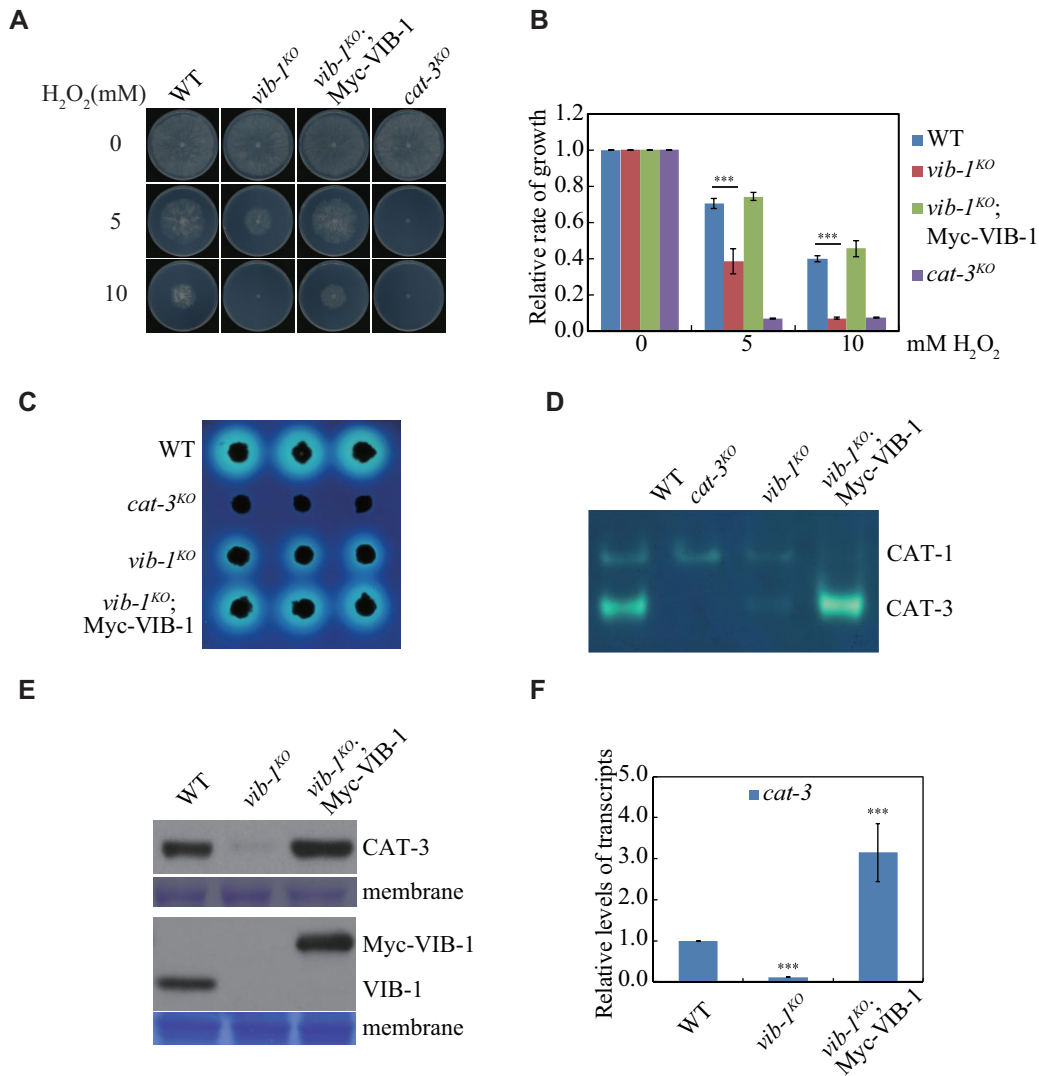 A
H2O2(mM)
WT
vib-1KO
vib-1KO;
Myc-VIB-1
cat-3KO
0
5
10
B
Relative rate of growth
1.2
1.0
0.8
0.6
0.4
0.2
0.0
***
***
0
5
10
mM H2O2
WT
vib-1KO
vib-1KO;
Myc-VIB-1
cat-3KO
C
WT
cat-3KO
vib-1KO
vib-1KO;
Myc-VIB-1
D
WT
cat-3KO
vib-1KO
vib-1KO;
Myc-VIB-1
CAT-1
CAT-3
E
WT
vib-1KO
vib-1KO;
Myc-VIB-1
CAT-3
membrane
Myc-VIB-1
VIB-1
membrane
F
Relative levels of transcripts
5.0
4.0
3.0
2.0
1.0
0.0
cat-3
***
***
WT
vib-1KO
vib-1KO;
Myc-VIB-1